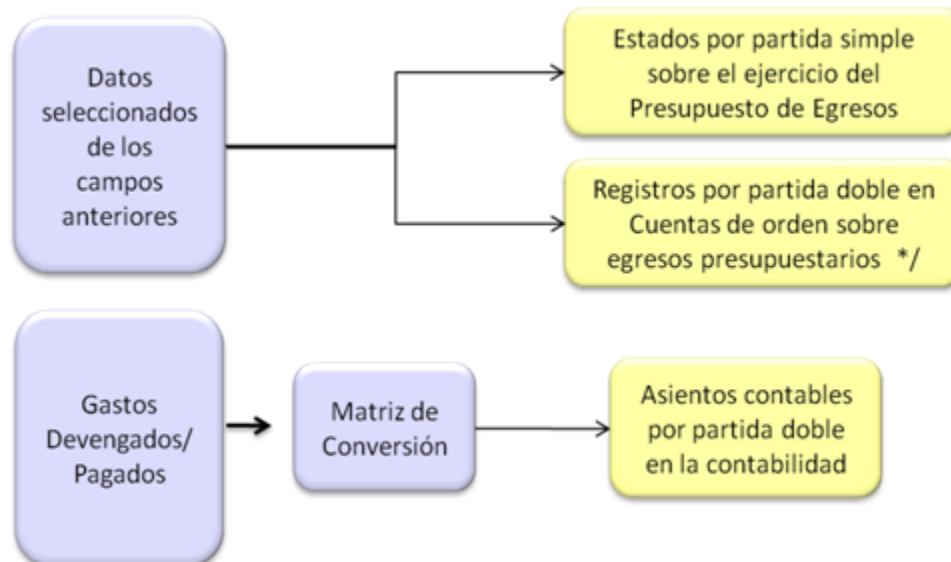 Datos
seleccionados
de los
campos
anteriores
Estados por partida simple
sobre el ejercicio del
Presupuesto de Egresos
Registros por partida doble en
Cuentas de orden sobre
egresos presupuestarios */
Gastos
Devengados/
Pagados
Matriz de
Conversión
Asientos contables
por partida doble
en la contabilidad